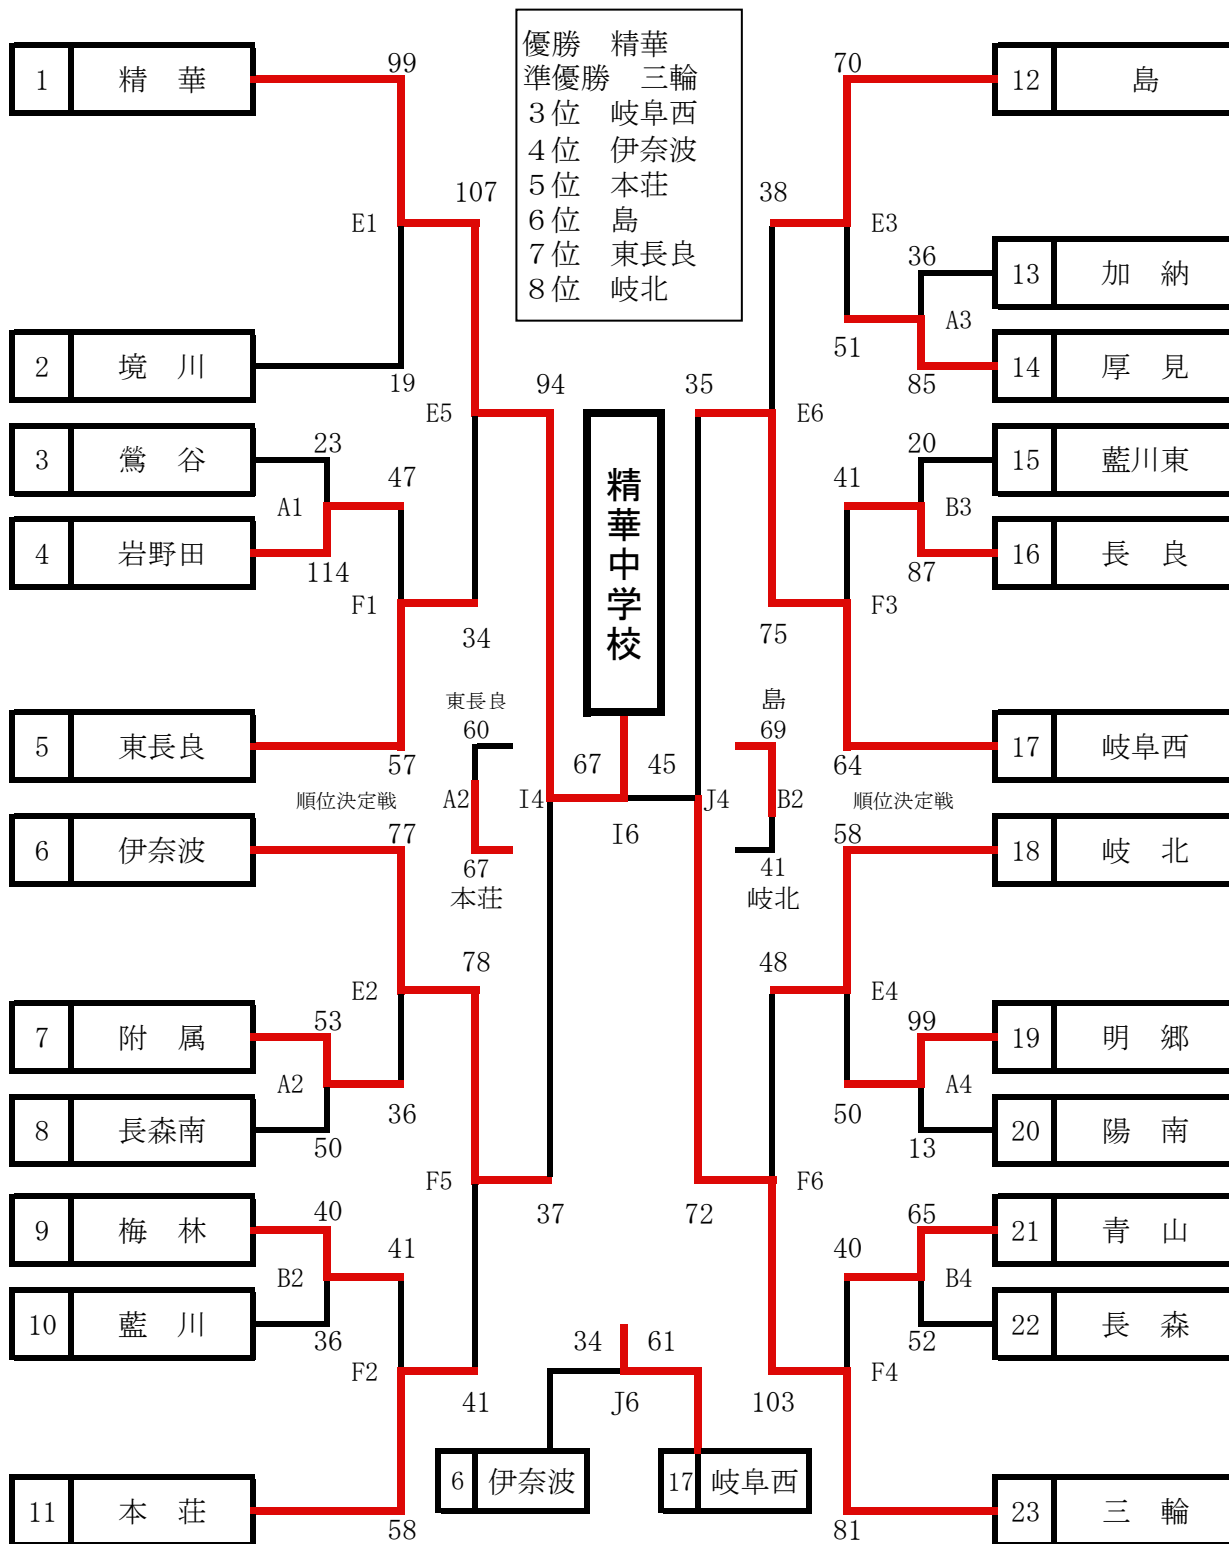 優勝　精華
準優勝　三輪
３位　岐阜西
４位　伊奈波
５位　本荘
６位　島
７位　東長良
８位　岐北
1 精　華
99
107
E1
2 境　川
19
94
E5
3 鶯　谷
23
47
A1
4 岩野田
114
F1
34
5 東長良
57
順位決定戦
東長良
60
A2
67
本荘
I4
6 伊奈波
77
78
E2
7 附　属
53
A2
8 長森南
50
36
F5
37
9 梅　林
40
41
B2
10 藍　川
36
F2
41
11 本　荘
58
精華中学校
67
45
I6
34
61
J6
6 伊奈波
17 岐阜西
70
12 島
38
E3
36
13 加　納
A3
51
14 厚　見
85
35
E6
20
15 藍川東
41
B3
16 長　良
87
F3
75
17 岐阜西
64
順位決定戦
島
69
B2
41
岐北
J4
58
18 岐　北
48
E4
99
19 明　郷
A4
50
20 陽　南
13
F6
72
65
21 青　山
40
B4
22 長　森
52
F4
103
23 三　輪
81